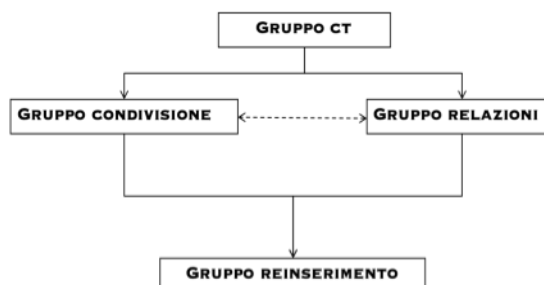 GRUPPO CT
GRUPPO CONDIVISIONE
GRUPPO RELAZIONI
GRUPPO REINSERIMENTO